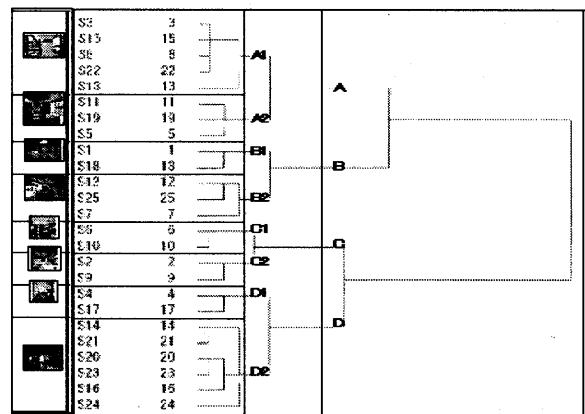 S3 3
S15 15
S8 8 A1
S22 22
S13 13 A
S11 11
S19 19 A2
S5 5
S1 1 B1
S18 18 B
S12 12
S25 25 B2
S7 7
S6 6 C1
S10 10 C
S2 2 C2
S9 9
S4 4 D1
S17 17
S14 14 D
S21 21
S20 20
S23 23 D2
S16 16
S24 24